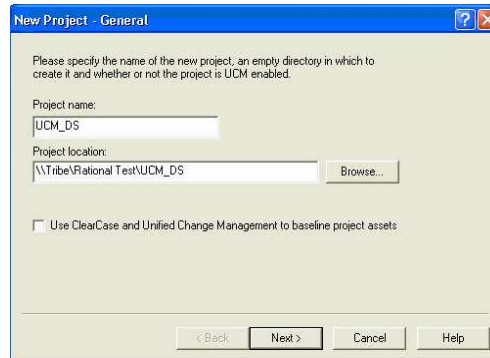 New Project - General
Please specify the name of the new project, an empty directory in which to
create it and whether or not the project is UCM enabled.
Project name:
UCM_DS
Project location:
\\Tribe\Rational Test\UCM_DS
Browse...
Use ClearCase and Unified Change Management to baseline project assets
< Back
Next >
Cancel
Help